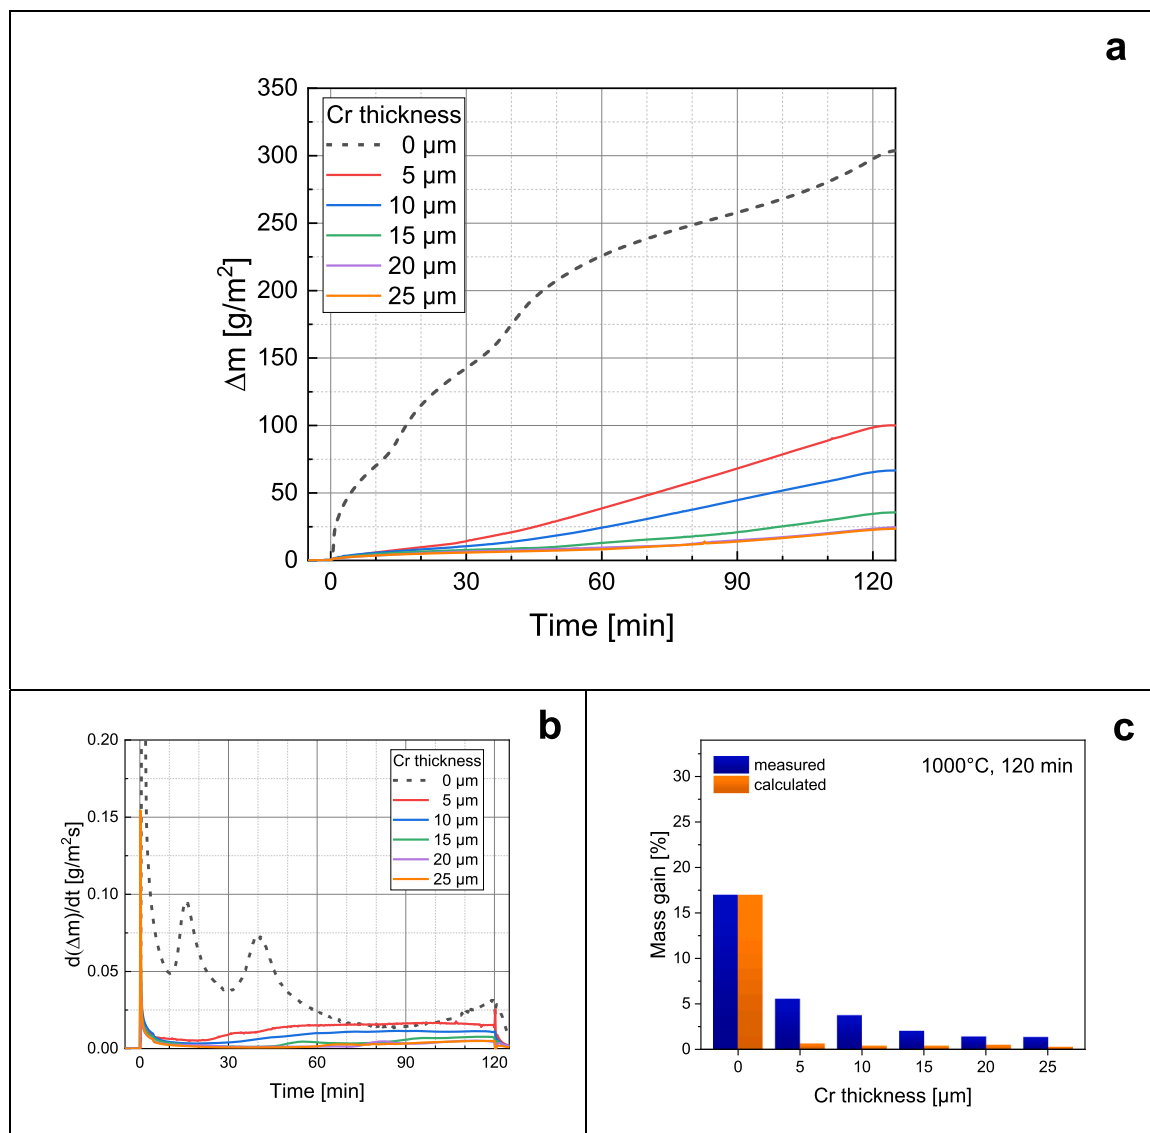 a
350
300
250
200
150
100
50
0
Δm [g/m²]
Cr thickness
0 µm
5 µm
10 µm
15 µm
20 µm
25 µm
0 30 60 90 120
Time [min]
b
0.20
0.15
0.10
0.05
0.00
d(Δm)/dt [g/m²s]
Cr thickness
0 µm
5 µm
10 µm
15 µm
20 µm
25 µm
0 30 60 90 120
Time [min]
c
30
25
20
15
10
5
0
Mass gain [%]
measured
calculated
1000°C, 120 min
0 5 10 15 20 25
Cr thickness [µm]